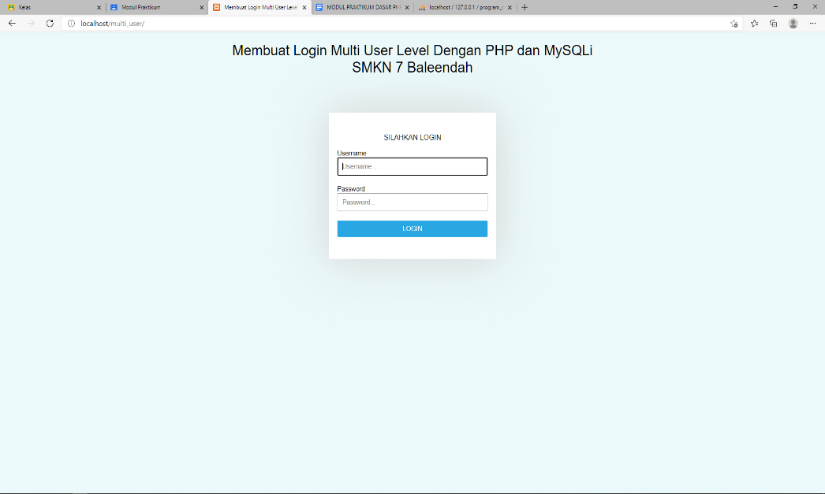 Kelas
Modul Praktikum
Membuat Login Multi User Level
MODUL PRAKTIKUM DASAR PH
localhost / 127.0.0.1 / program_
localhost/multi_user/
Membuat Login Multi User Level Dengan PHP dan MySQLi
SMKN 7 Baleendah
SILAHKAN LOGIN
Username
Username
Password
Password ..
LOGIN